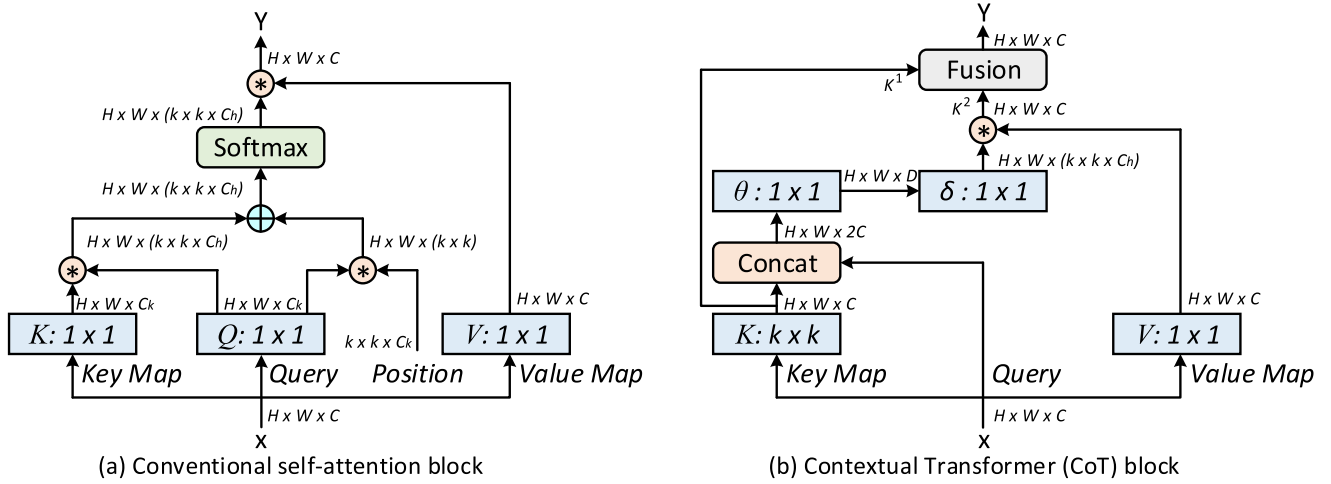 Y
H x W x C
*
H x W x (k x k x Ch)
Softmax
H x W x (k x k x Ch)
H x W x (k x k x Ch)
H x W x (k x k)
*
*
H x W x Ck
H x W x Ck
H x W x C
K: 1 x 1
Q: 1 x 1
k x k x Ck
V: 1 x 1
Key Map
Query
Position
Value Map
H x W x C
x
(a) Conventional self-attention block
Y
H x W x C
Fusion
K1
K2
H x W x C
*
H x W x (k x k x Ch)
θ : 1 x 1
H x W x D
δ : 1 x 1
H x W x 2C
Concat
H x W x C
H x W x C
K: k x k
V: 1 x 1
Key Map
Query
Value Map
H x W x C
x
(b) Contextual Transformer (CoT) block